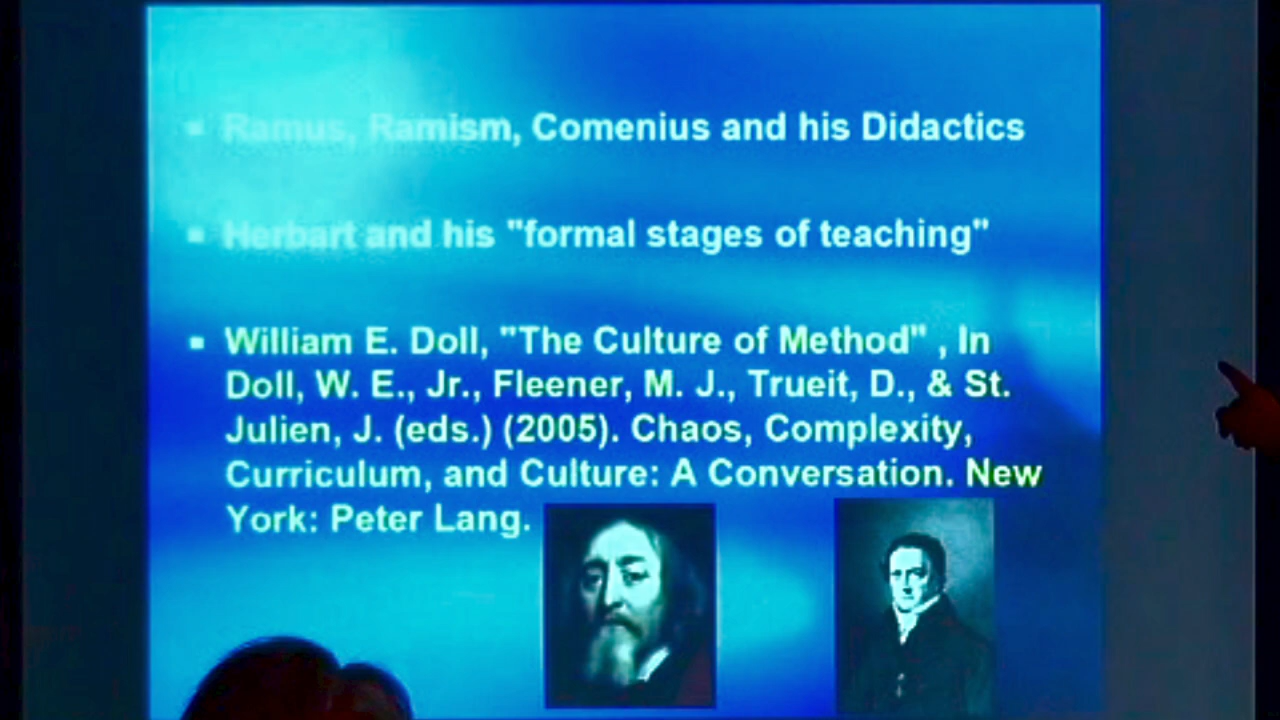 ▪ Ramus, Ramism, Comenius and his Didactics
▪ Herbart and his "formal stages of teaching"
▪ William E. Doll, "The Culture of Method" , In
Doll, W. E., Jr., Fleener, M. J., Trueit, D., & St.
Julien, J. (eds.) (2005). Chaos, Complexity,
Curriculum, and Culture: A Conversation. New
York: Peter Lang.